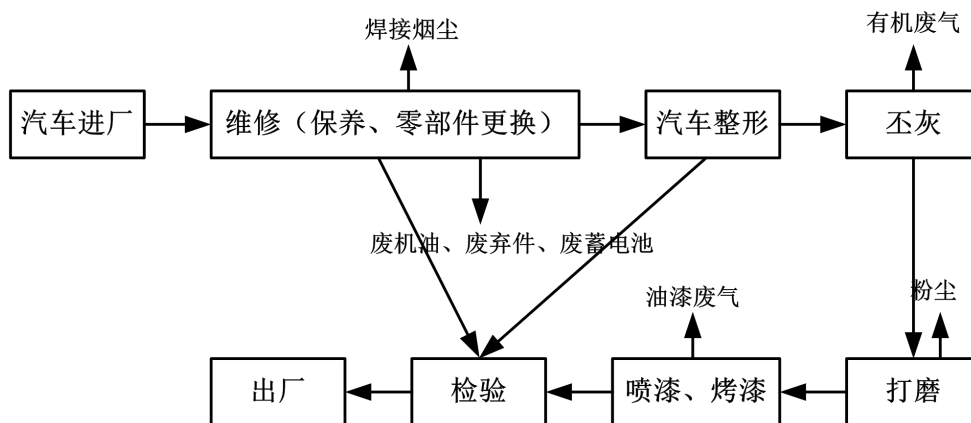 焊接烟尘
有机废气
汽车进厂
维修（保养、零部件更换）
汽车整形
丕灰
废机油、废弃件、废蓄电池
油漆废气
粉尘
出厂
检验
喷漆、烤漆
打磨